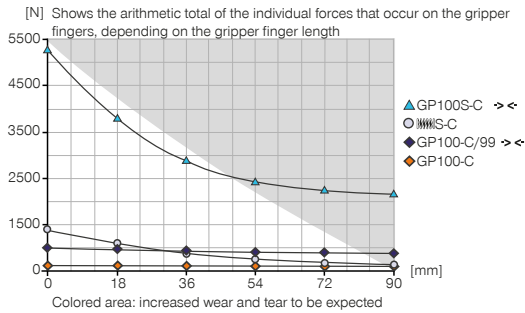 [N] Shows the arithmetic total of the individual forces that occur on the gripper
fingers, depending on the gripper finger length
5500
4500
3500
2500
1500
0
0 18 36 54 72 90 [mm]
GP100S-C -><-
S-C
GP100-C/99 -><-
GP100-C
Colored area: increased wear and tear to be expected